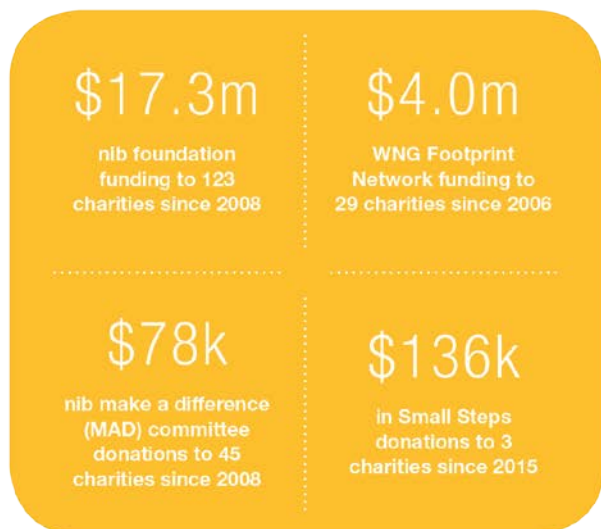 $17.3m
nib foundation
funding to 123
charities since 2008
$4.0m
WNG Footprint
Network funding to
29 charities since 2006
$78k
nib make a difference
(MAD) committee
donations to 45
charities since 2008
$136k
in Small Steps
donations to 3
charities since 2015